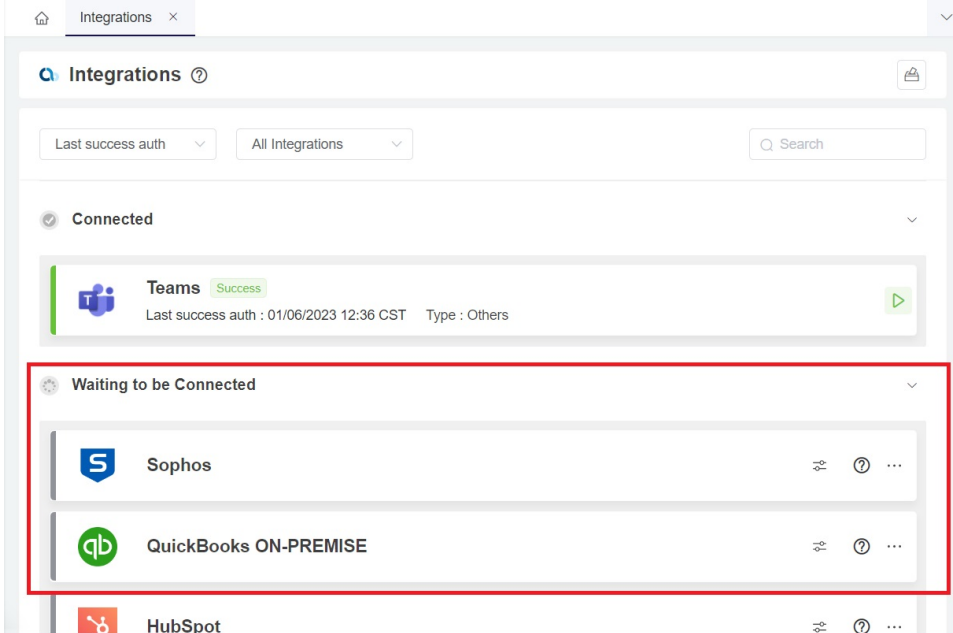 Integrations
Integrations
Last success auth All Integrations Search
Connected
Teams Success
Last success auth : 01/06/2023 12:36 CST Type : Others
Waiting to be Connected
Sophos
QuickBooks ON-PREMISE
HubSpot